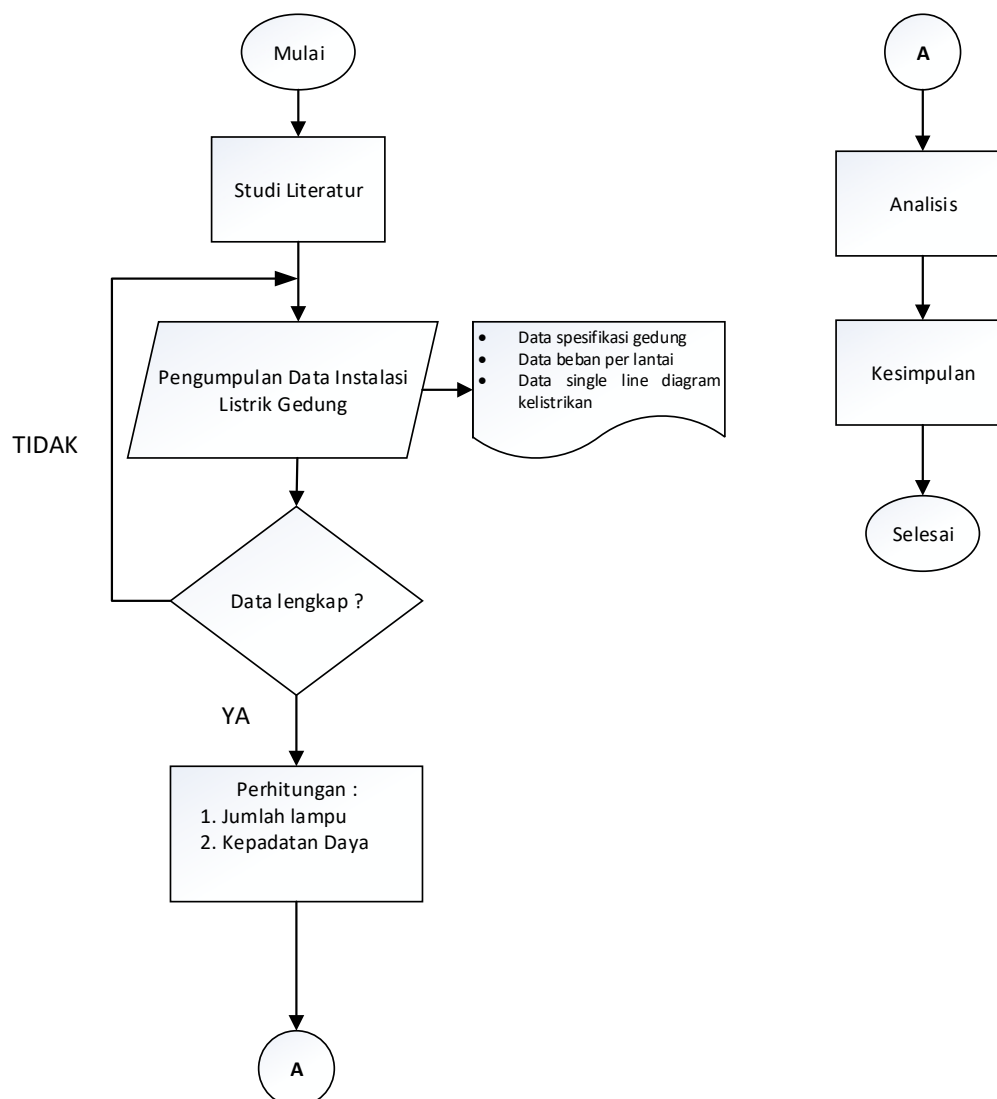 Mulai
Studi Literatur
Pengumpulan Data Instalasi
Listrik Gedung
• Data spesifikasi gedung
• Data beban per lantai
• Data single line diagram
kelistrikan
TIDAK
Data lengkap ?
YA
Perhitungan :
1. Jumlah lampu
2. Kepadatan Daya
A
A
Analisis
Kesimpulan
Selesai